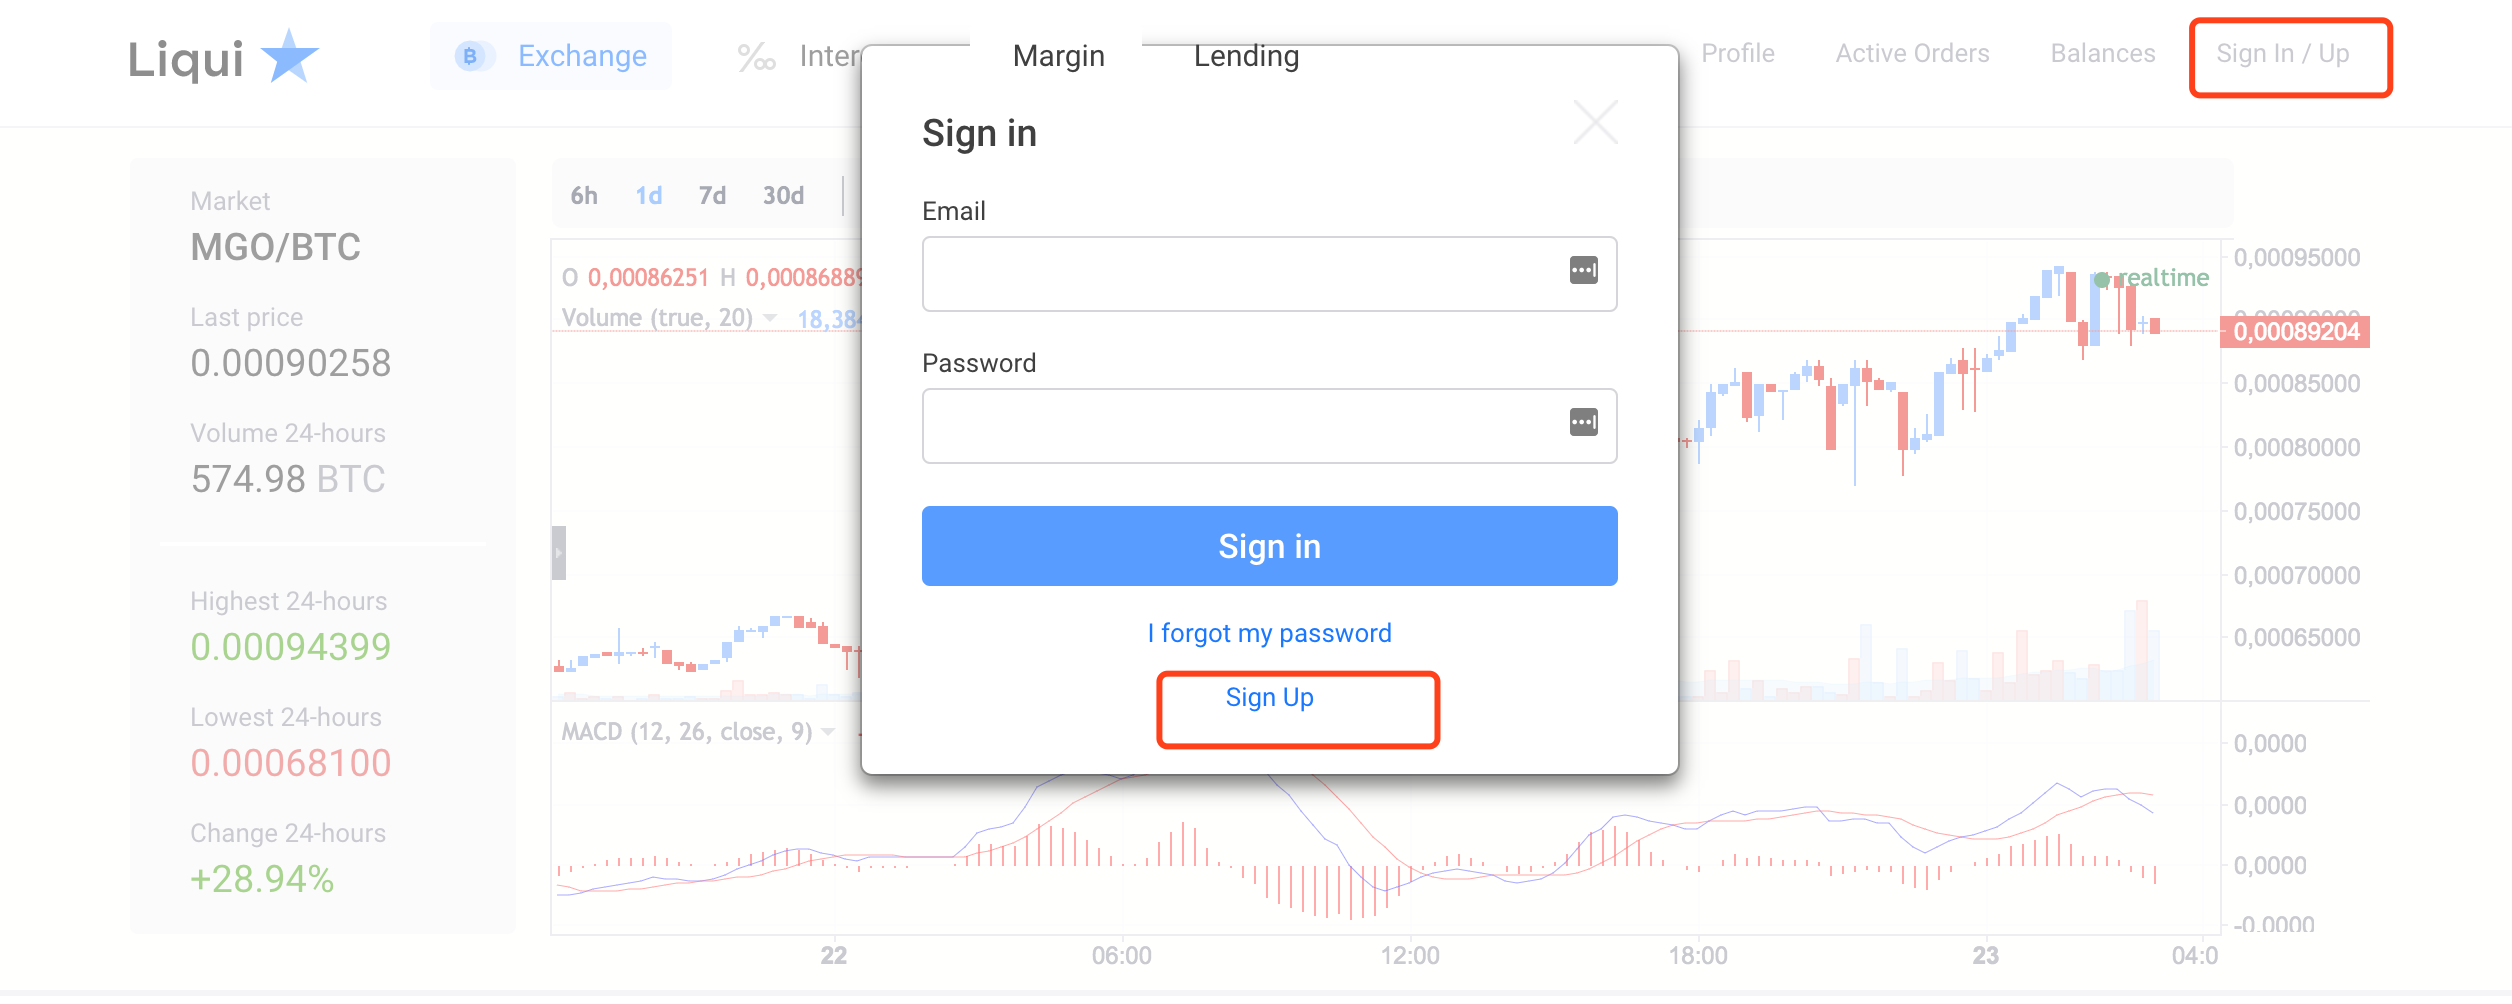 Liqui
Exchange
Inter
Margin
Lending
Profile
Active Orders
Balances
Sign In / Up
Market
MGO/BTC
Last price
0.00090258
Volume 24-hours
574.98 BTC
Highest 24-hours
0.00094399
Lowest 24-hours
0.00068100
Change 24-hours
+28.94%
6h 1d 7d 30d
O 0,00086251 H 0,00086889
Volume (true, 20) 18,384
MACD (12, 26, close, 9)
Sign in
Email
Password
Sign in
I forgot my password
Sign Up
realtime
0,00095000
0,00089204
0,00085000
0,00080000
0,00075000
0,00070000
0,00065000
0,0000
0,0000
0,0000
-0.0000
22 06:00 12:00 18:00 23 04:0